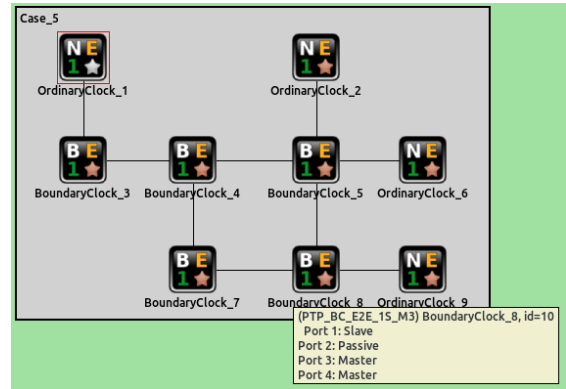 Case_5
N E
1
N E
1
OrdinaryClock_1
OrdinaryClock_2
B E
1
B E
1
B E
1
N E
1
BoundaryClock_3
BoundaryClock_4
BoundaryClock_5
OrdinaryClock_6
B E
1
B E
1
N E
1
BoundaryClock_7
BoundaryClock_8
OrdinaryClock_9
(PTP_BC_E2E_1S_M3) BoundaryClock_8, id=10
Port 1: Slave
Port 2: Passive
Port 3: Master
Port 4: Master